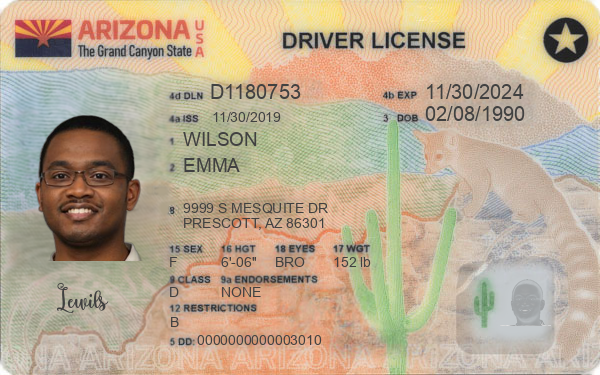 ARIZONA USA
The Grand Canyon State
DRIVER LICENSE
4d DLN D1180753 4b EXP 11/30/2024
4a ISS 11/30/2019 3 DOB 02/08/1990
1 WILSON
2 EMMA
8 9999 S MESQUITE DR
PRESCOTT, AZ 86301
15 SEX 16 HGT 18 EYES 17 WGT
F 6'-06" BRO 152 lb
9 CLASS 9a ENDORSEMENTS
D NONE
Lewils
12 RESTRICTIONS
B
5 DD: 0000000000003010
ONA ARIZONA ARIZONA ARIZONA ARIZONA ARIZON